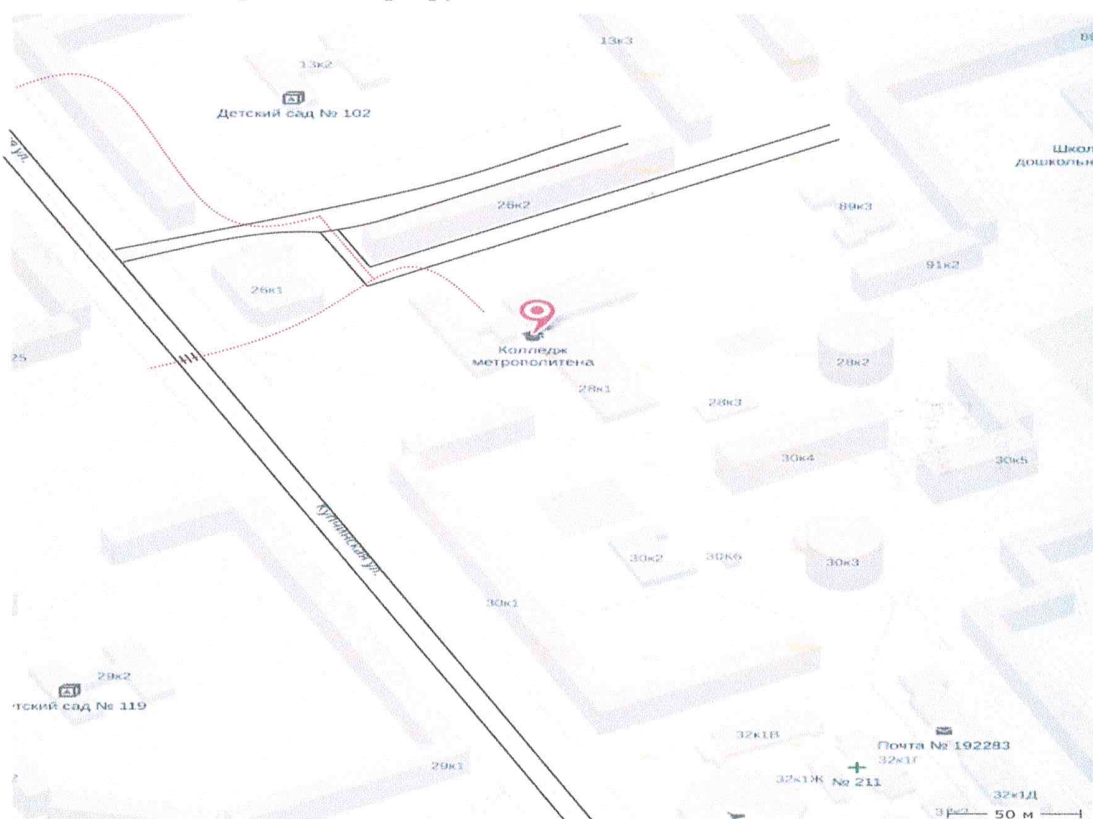 13к3
13к2
Детский сад № 102
я ул.
Школ
дошкольн
26к2
89к3
91к2
26к1
Колледж
метрополитена
25
28к2
28к1
28к3
30к4
30к5
Купчинская ул.
30к2
30к6
30к3
30к1
29к2
тский сад № 119
32к1В
Почта № 192283
32к1Г
29к1
32к1Ж
№ 211
32к1Д
50 м